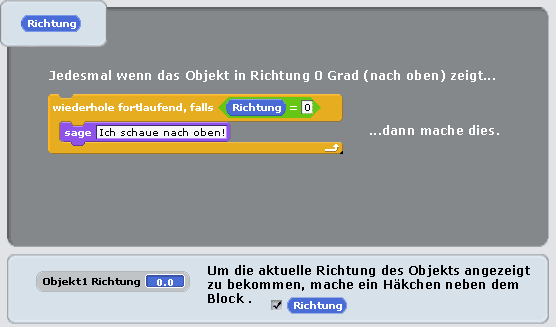 Richtung
Jedesmal wenn das Objekt in Richtung 0 Grad (nach oben) zeigt...
wiederhole fortlaufend, falls Richtung = 0
sage Ich schaue nach oben!
...dann mache dies.
Objekt1 Richtung 0.0
Um die aktuelle Richtung des Objekts angezeigt
zu bekommen, mache ein Häkchen neben dem
Block .
Richtung